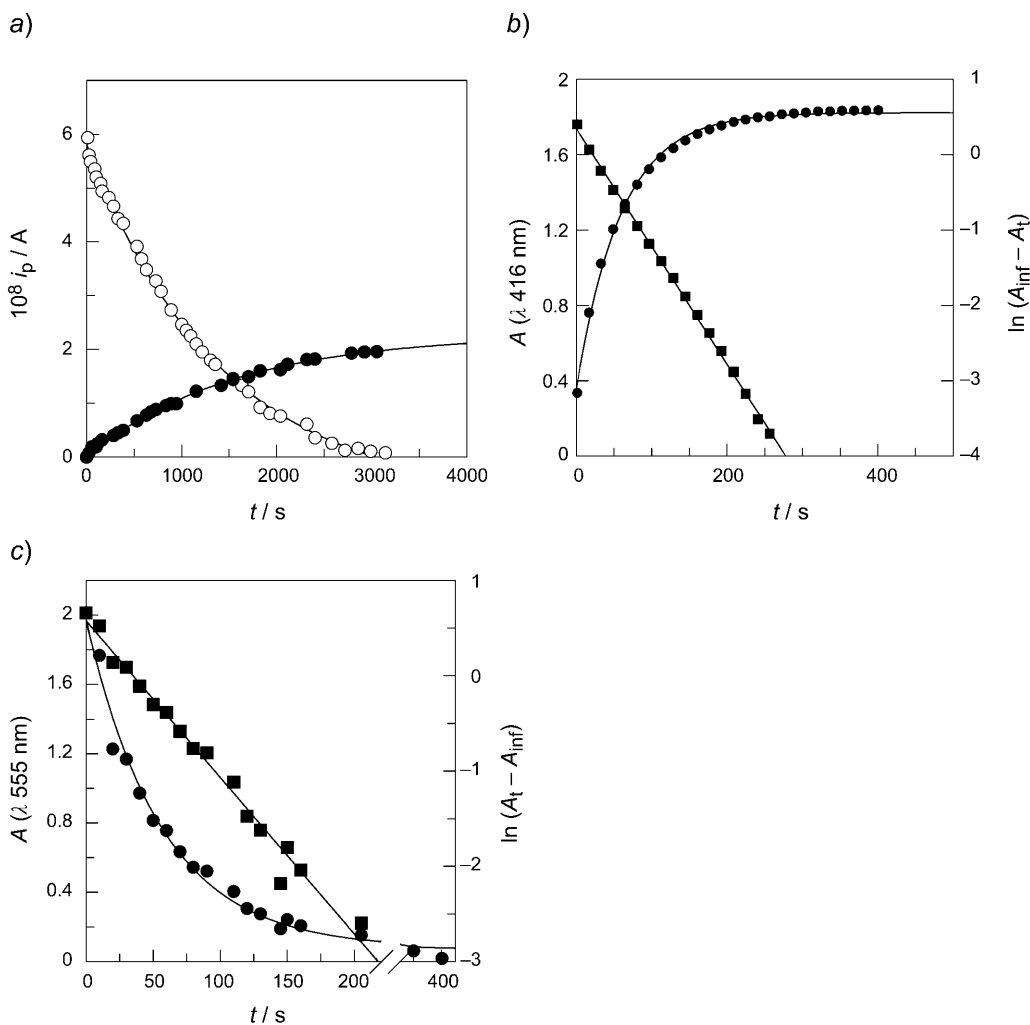 a)
10⁸ iₚ / A
6
4
2
0
0 1000 2000 3000 4000
t / s
b)
A (λ 416 nm)
2
1.6
1.2
0.8
0.4
0
1
0
–1
–2
–3
–4
ln (A_inf – A_t)
0 200 400
t / s
c)
A (λ 555 nm)
2
1.6
1.2
0.8
0.4
0
1
0
–1
–2
–3
ln (A_t – A_inf)
0 50 100 150 200 400
t / s